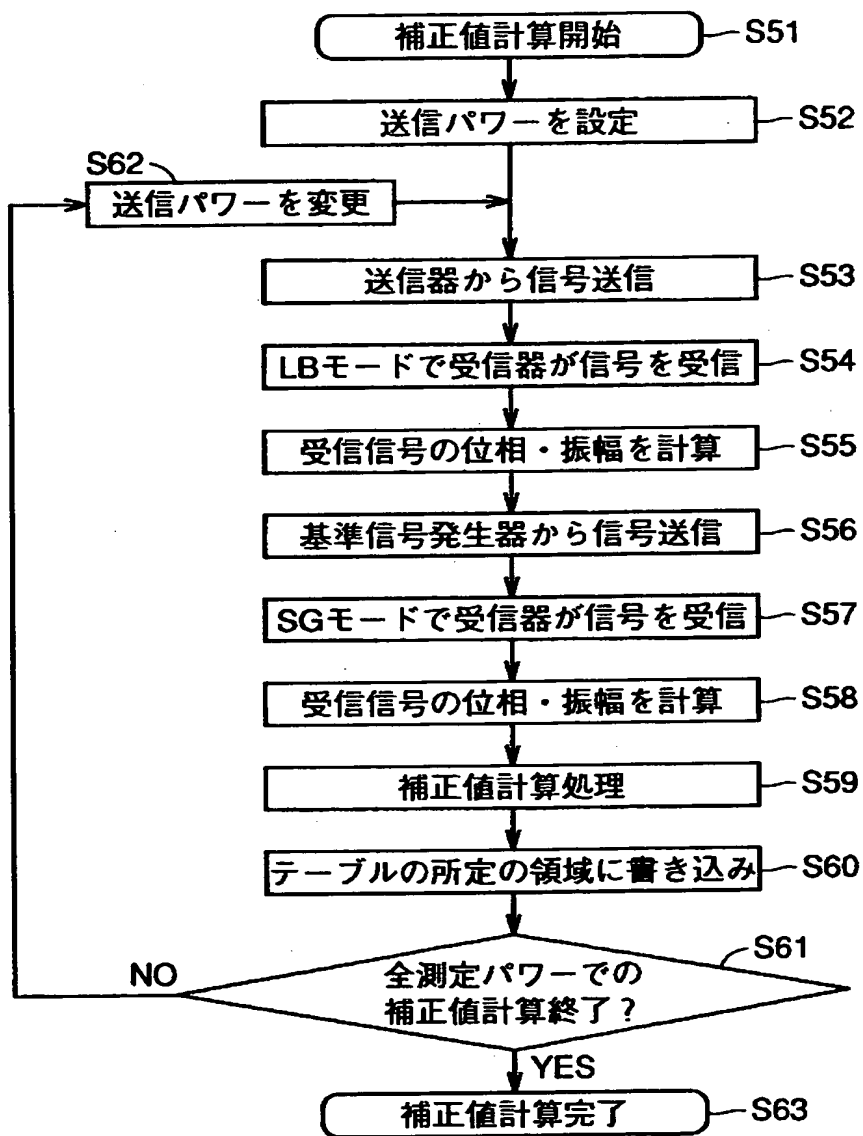 補正値計算開始
S51
送信パワーを設定
S52
S62
送信パワーを変更
送信器から信号送信
S53
LBモードで受信器が信号を受信
S54
受信信号の位相・振幅を計算
S55
基準信号発生器から信号送信
S56
SGモードで受信器が信号を受信
S57
受信信号の位相・振幅を計算
S58
補正値計算処理
S59
テーブルの所定の領域に書き込み
S60
S61
NO
全測定パワーでの
補正値計算終了?
YES
補正値計算完了
S63